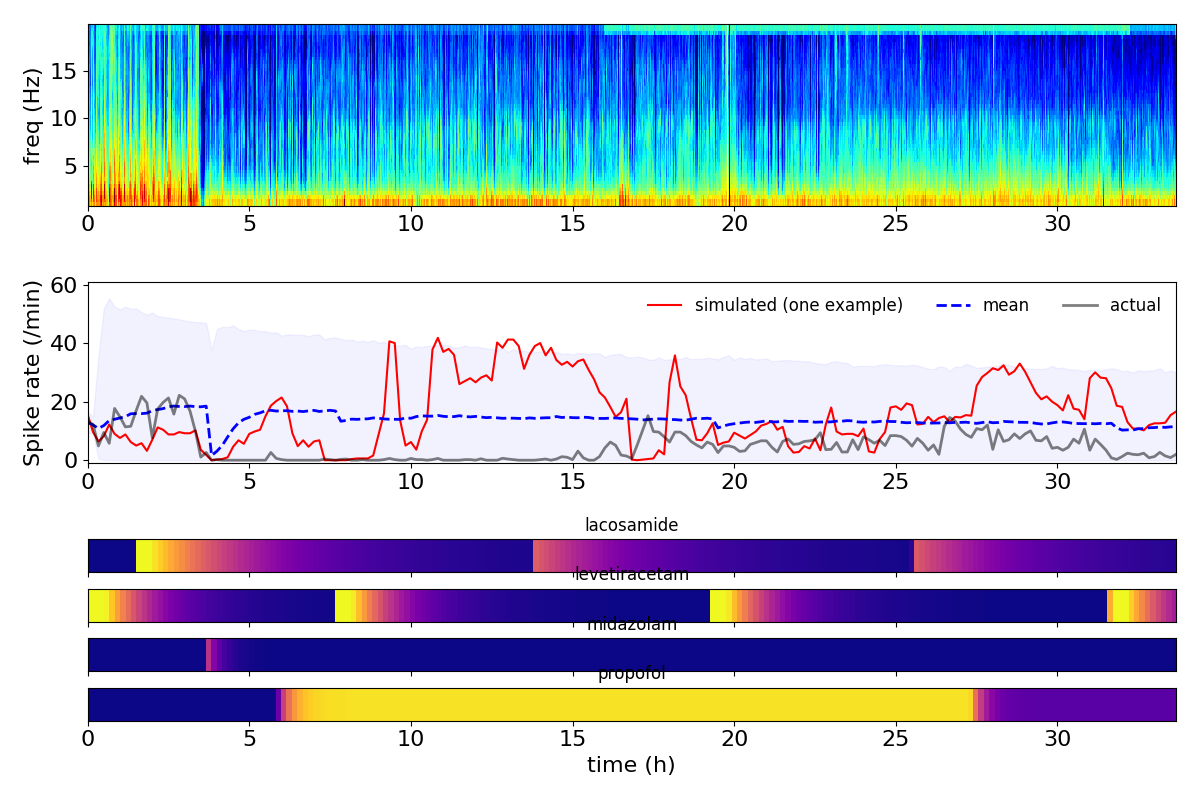 freq (Hz)
15
10
5
0 5 10 15 20 25 30
Spike rate (/min)
60
40
20
0
simulated (one example) mean actual
0 5 10 15 20 25 30
lacosamide
levetiracetam
midazolam
propofol
0 5 10 15 20 25 30
time (h)